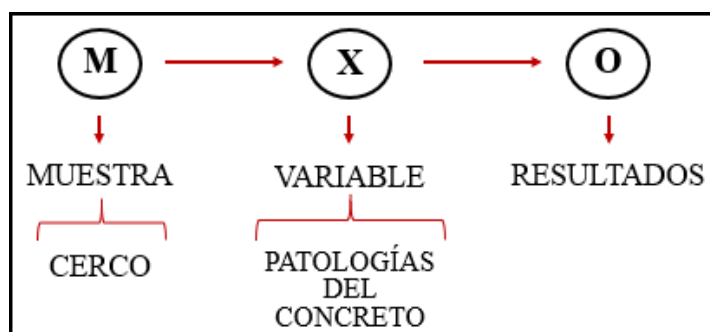 M X O
MUESTRA VARIABLE RESULTADOS
CERCO
PATOLOGÍAS
DEL
CONCRETO